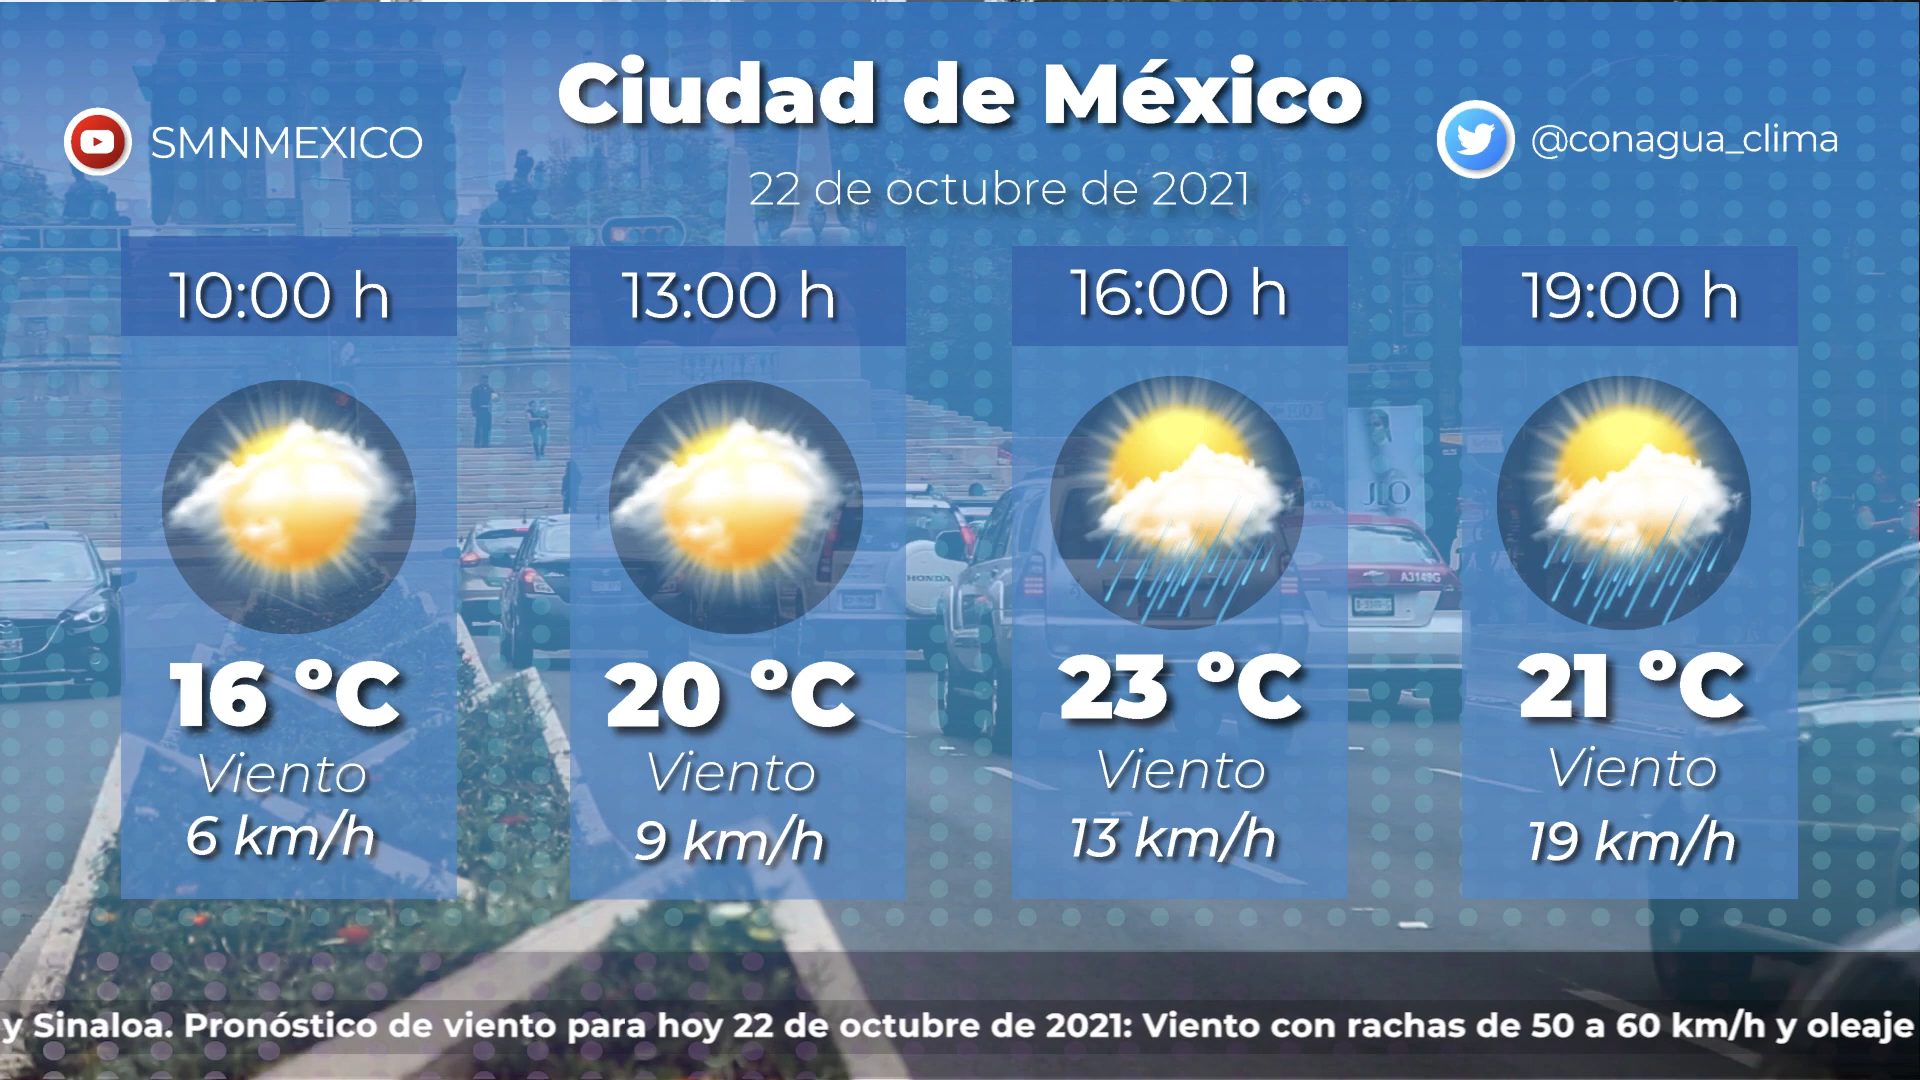 Ciudad de México
SMNMEXICO
@conagua_clima
22 de octubre de 2021
10:00 h
16 °C
Viento
6 km/h
13:00 h
20 °C
Viento
9 km/h
16:00 h
23 °C
Viento
13 km/h
19:00 h
21 °C
Viento
19 km/h
HONDA
A3149G
y Sinaloa. Pronóstico de viento para hoy 22 de octubre de 2021: Viento con rachas de 50 a 60 km/h y oleaje